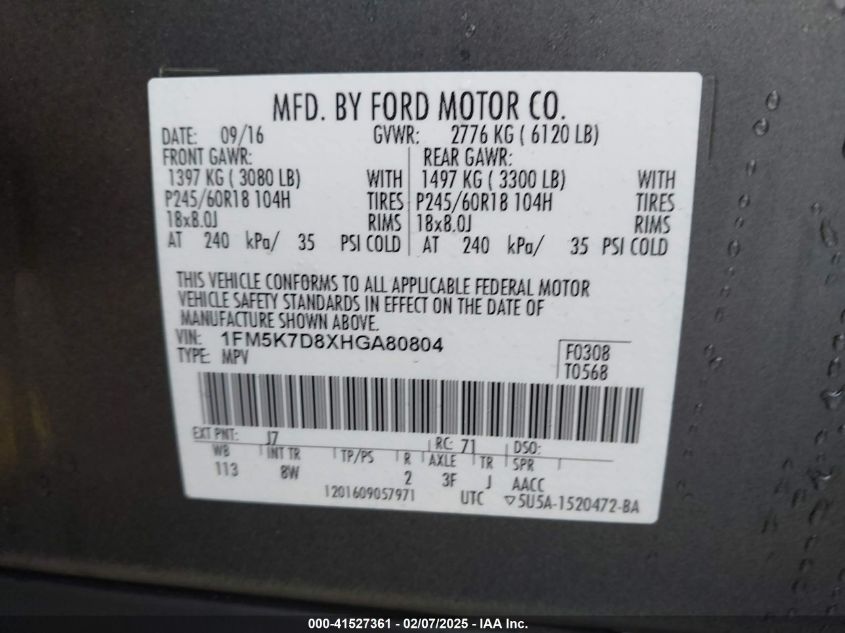 MFD. BY FORD MOTOR CO.
DATE: 09/16 GVWR: 2776 KG ( 6120 LB)
FRONT GAWR: REAR GAWR:
1397 KG ( 3080 LB) WITH 1497 KG ( 3300 LB) WITH
P245/60R18 104H TIRES P245/60R18 104H TIRES
18x8.0J RIMS 18x8.0J RIMS
AT 240 kPa/ 35 PSI COLD AT 240 kPa/ 35 PSI COLD
THIS VEHICLE CONFORMS TO ALL APPLICABLE FEDERAL MOTOR
VEHICLE SAFETY STANDARDS IN EFFECT ON THE DATE OF
MANUFACTURE SHOWN ABOVE.
VIN: 1FM5K7D8XHGA80804
TYPE: MPV
F0308
T0568
EXT PNT: J7 RC: 71 DSO:
WB INT TR TP/PS R AXLE TR SPR
113 8W 2 3F J AACC
1201609057971 UTC ▽5U5A-1520472-BA
000-41527361 - 02/07/2025 - IAA Inc.